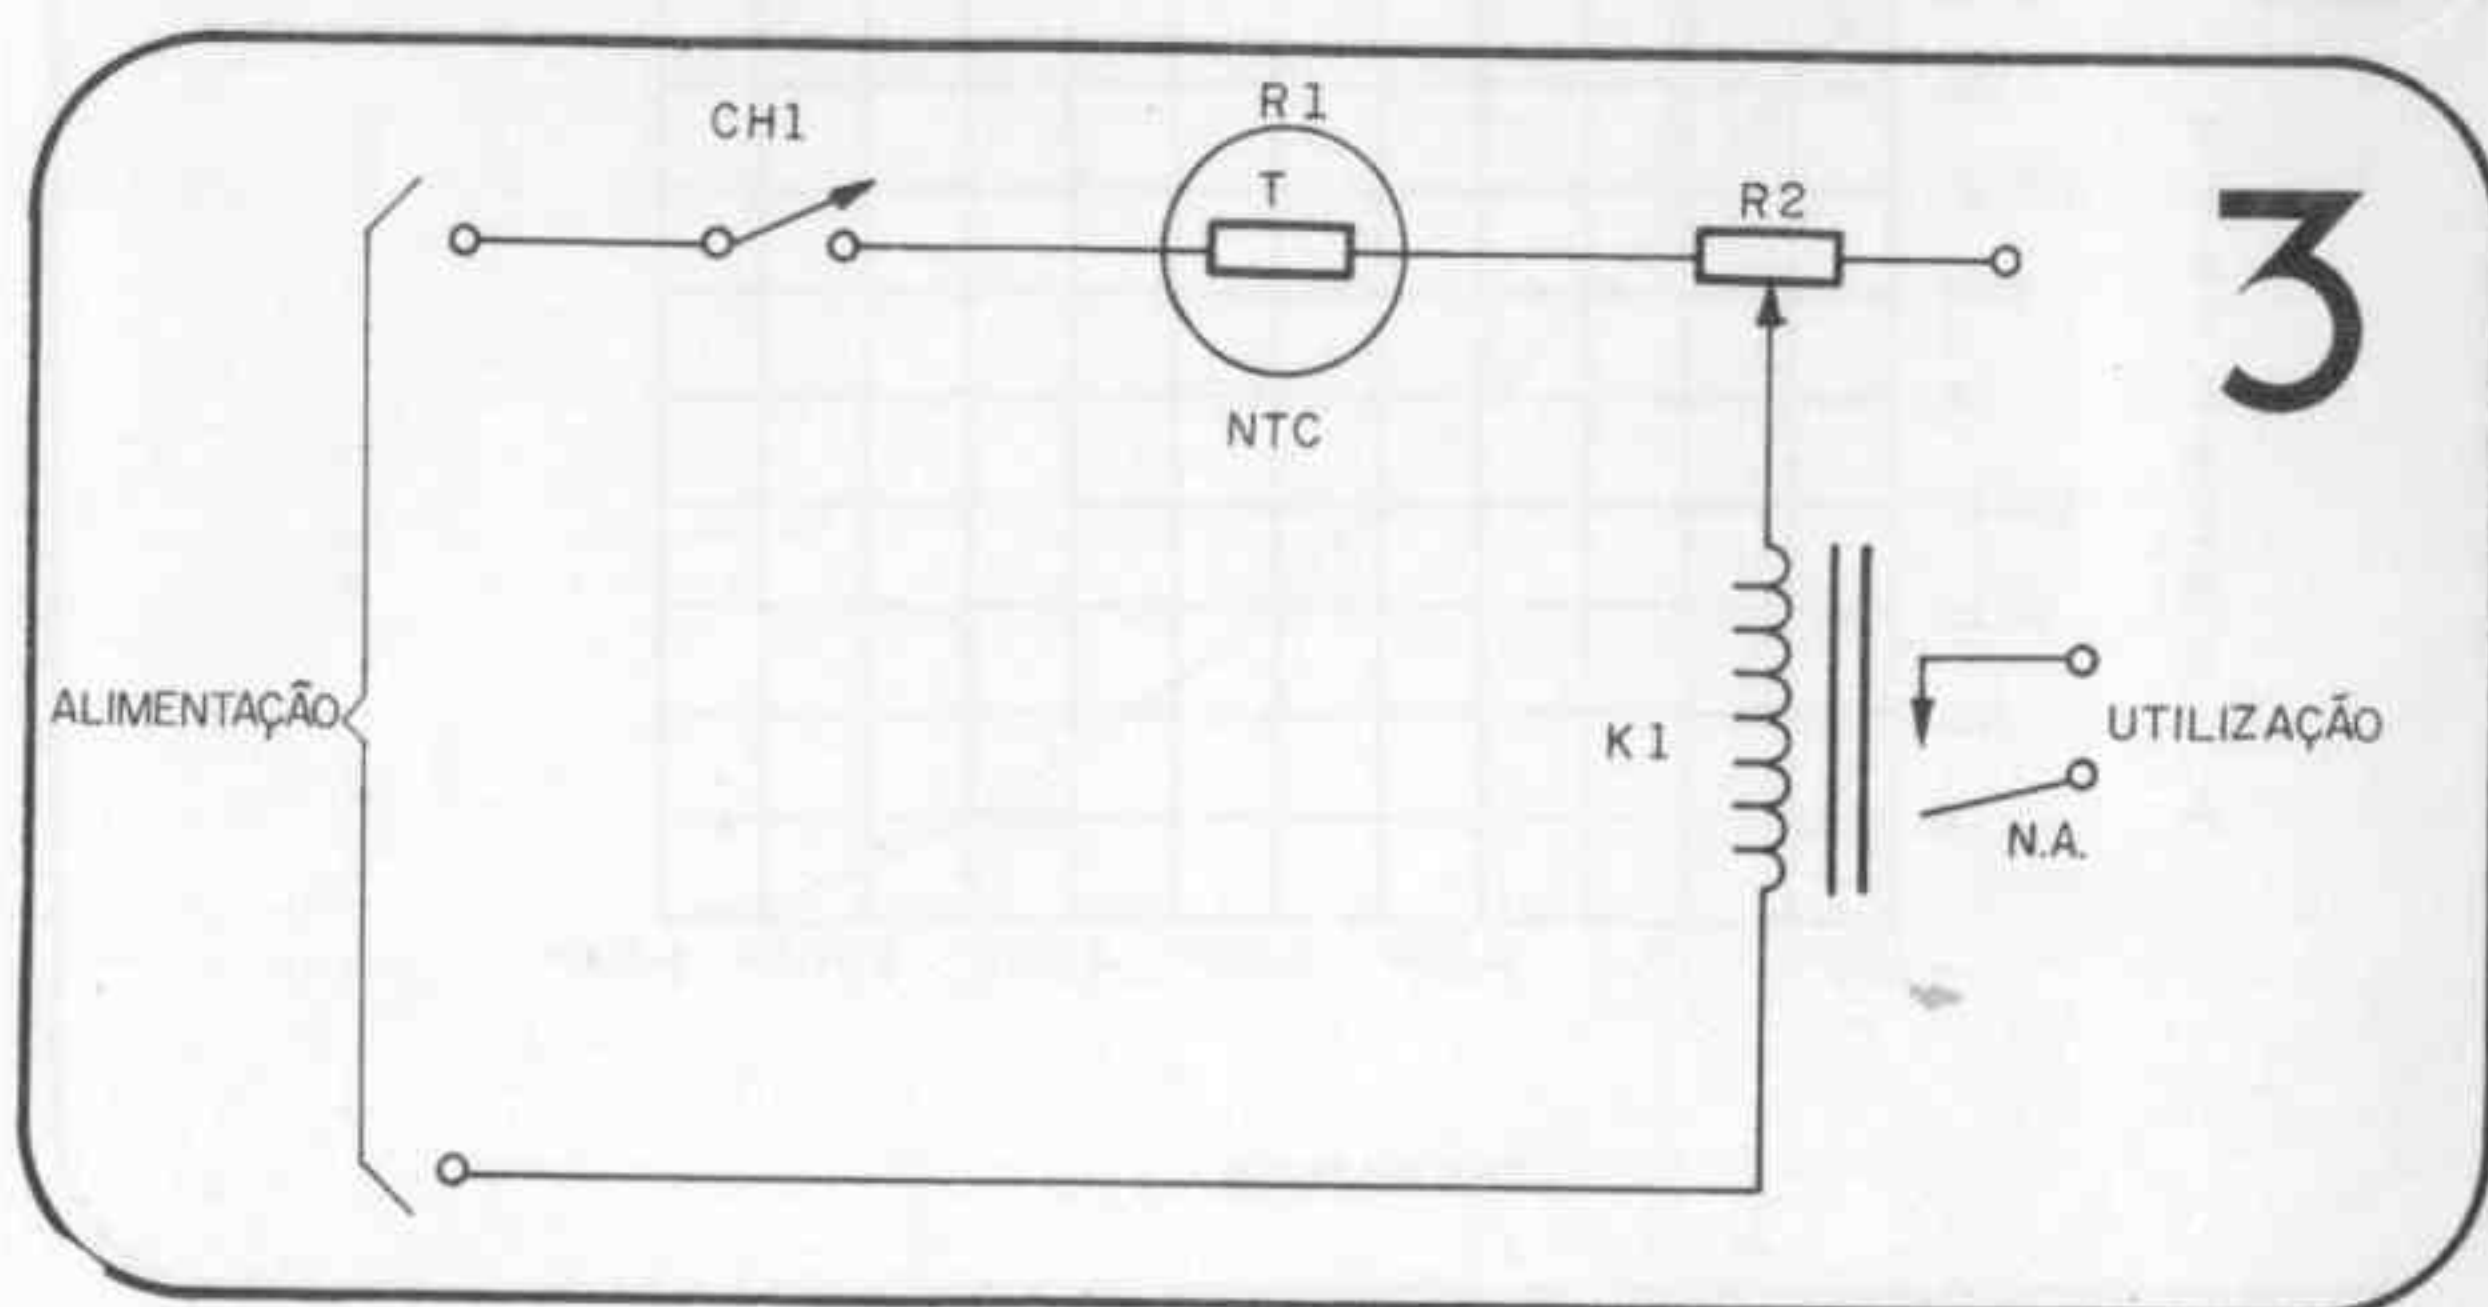 CH1
R1
T
R2
3
NTC
ALIMENTAÇÃO
K1
UTILIZAÇÃO
N.A.